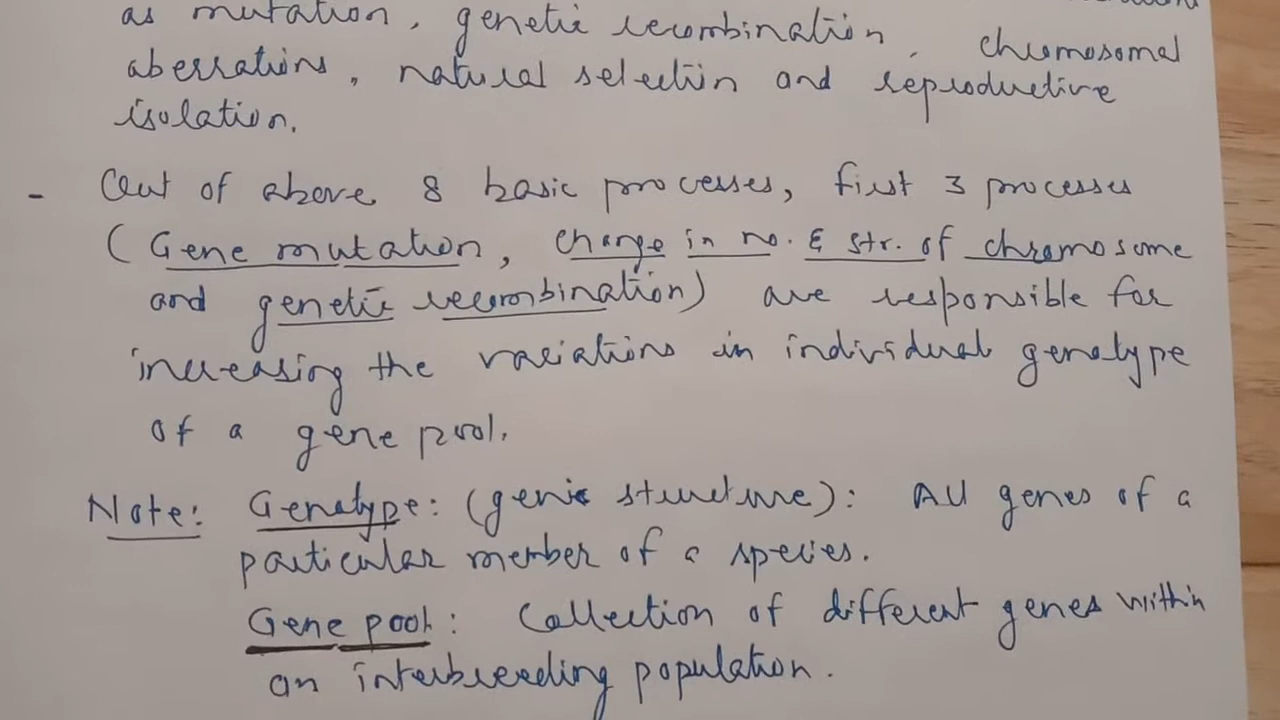 as mutation, genetic recombination, chromosomal
aberrations, natural selection and reproductive
isolation.
- Out of above 8 basic processes, first 3 processes
(Gene mutation, change in no. & str. of chromosome
and genetic recombination) are responsible for
increasing the variations in individual genotype
of a gene pool.
Note: Genotype: (genic structure): All genes of a
particular member of a species.
Gene pool: Collection of different genes within
an interbreeding population.